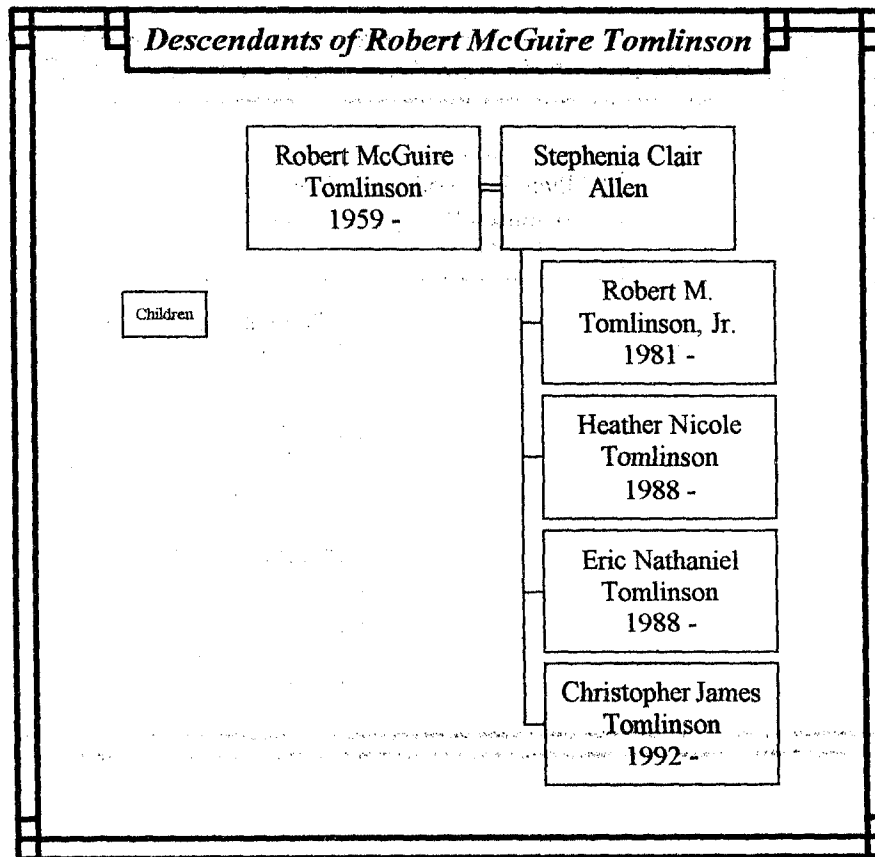 Descendants of Robert McGuire Tomlinson
Robert McGuire
Tomlinson
1959 -
Stephenia Clair
Allen
Children
Robert M.
Tomlinson, Jr.
1981 -
Heather Nicole
Tomlinson
1988 -
Eric Nathaniel
Tomlinson
1988 -
Christopher James
Tomlinson
1992 -